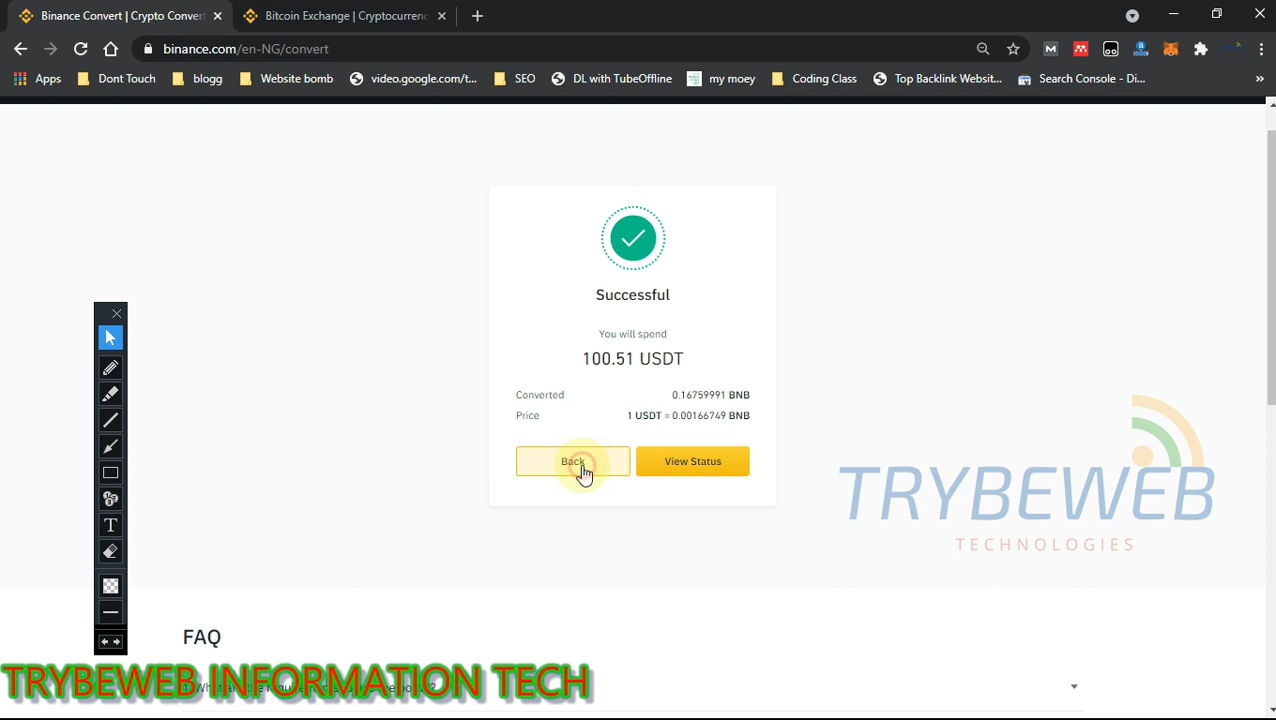 Binance Convert | Crypto Convert
Bitcoin Exchange | Cryptocurrenc
binance.com/en-NG/convert
Apps
Dont Touch
blogg
Website bomb
video.google.com/t...
SEO
DL with TubeOffline
my moey
Coding Class
Top Backlink Websit...
Search Console - Di...
Successful
You will spend
100.51 USDT
Converted 0.16759991 BNB
Price 1 USDT = 0.00166749 BNB
Back
View Status
TRYBEWEB
TECHNOLOGIES
FAQ
TRYBEWEB INFORMATION TECH